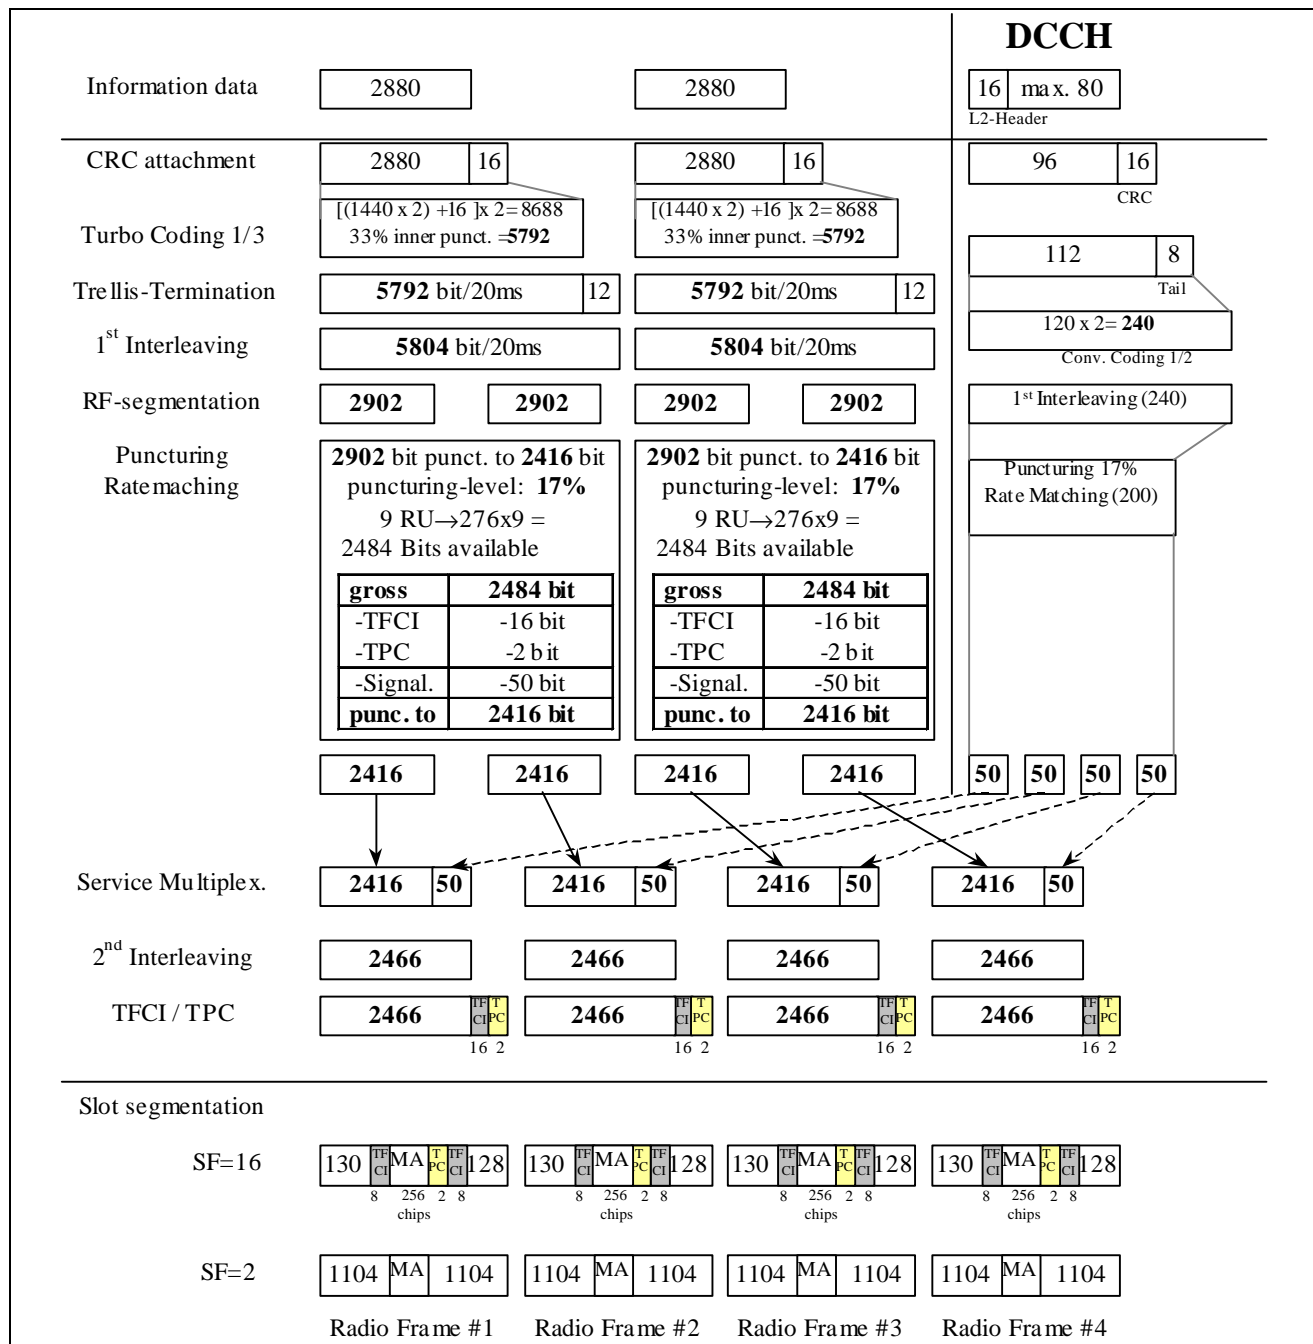 DCCH
Information data 2880 2880 16 max. 80
L2-Header
CRC attachment 2880 16 2880 16 96 16
CRC
[(1440 x 2) +16 ]x 2=8688 [(1440 x 2) +16 ]x 2=8688
Turbo Coding 1/3 33% inner punct. =5792 33% inner punct. =5792
112 8
Tail
Trellis-Termination 5792 bit/20ms 12 5792 bit/20ms 12
120 x 2= 240
Conv. Coding 1/2
1st Interleaving 5804 bit/20ms 5804 bit/20ms
RF-segmentation 2902 2902 2902 2902 1st Interleaving (240)
Puncturing 2902 bit punct. to 2416 bit 2902 bit punct. to 2416 bit Puncturing 17%
Ratemaching puncturing-level: 17% puncturing-level: 17% Rate Matching (200)
9 RU→276x9 = 9 RU→276x9 =
2484 Bits available 2484 Bits available
gross 2484 bit gross 2484 bit
-TFCI -16 bit -TFCI -16 bit
-TPC -2 bit -TPC -2 bit
-Signal. -50 bit -Signal. -50 bit
punc. to 2416 bit punc. to 2416 bit
2416 2416 2416 2416 50 50 50 50
Service Multiplex. 2416 50 2416 50 2416 50 2416 50
2nd Interleaving 2466 2466 2466 2466
TFCI / TPC 2466 TFCI TPC 2466 TFCI TPC 2466 TFCI TPC 2466 TFCI TPC
16 2 16 2 16 2 16 2
Slot segmentation
SF=16 130 TFCI MA TPC TFCI 128 130 TFCI MA TPC TFCI 128 130 TFCI MA TPC TFCI 128 130 TFCI MA TPC TFCI 128
8 256 2 8 8 256 2 8 8 256 2 8 8 256 2 8
chips chips chips chips
SF=2 1104 MA 1104 1104 MA 1104 1104 MA 1104 1104 MA 1104
Radio Frame #1 Radio Frame #2 Radio Frame #3 Radio Frame #4